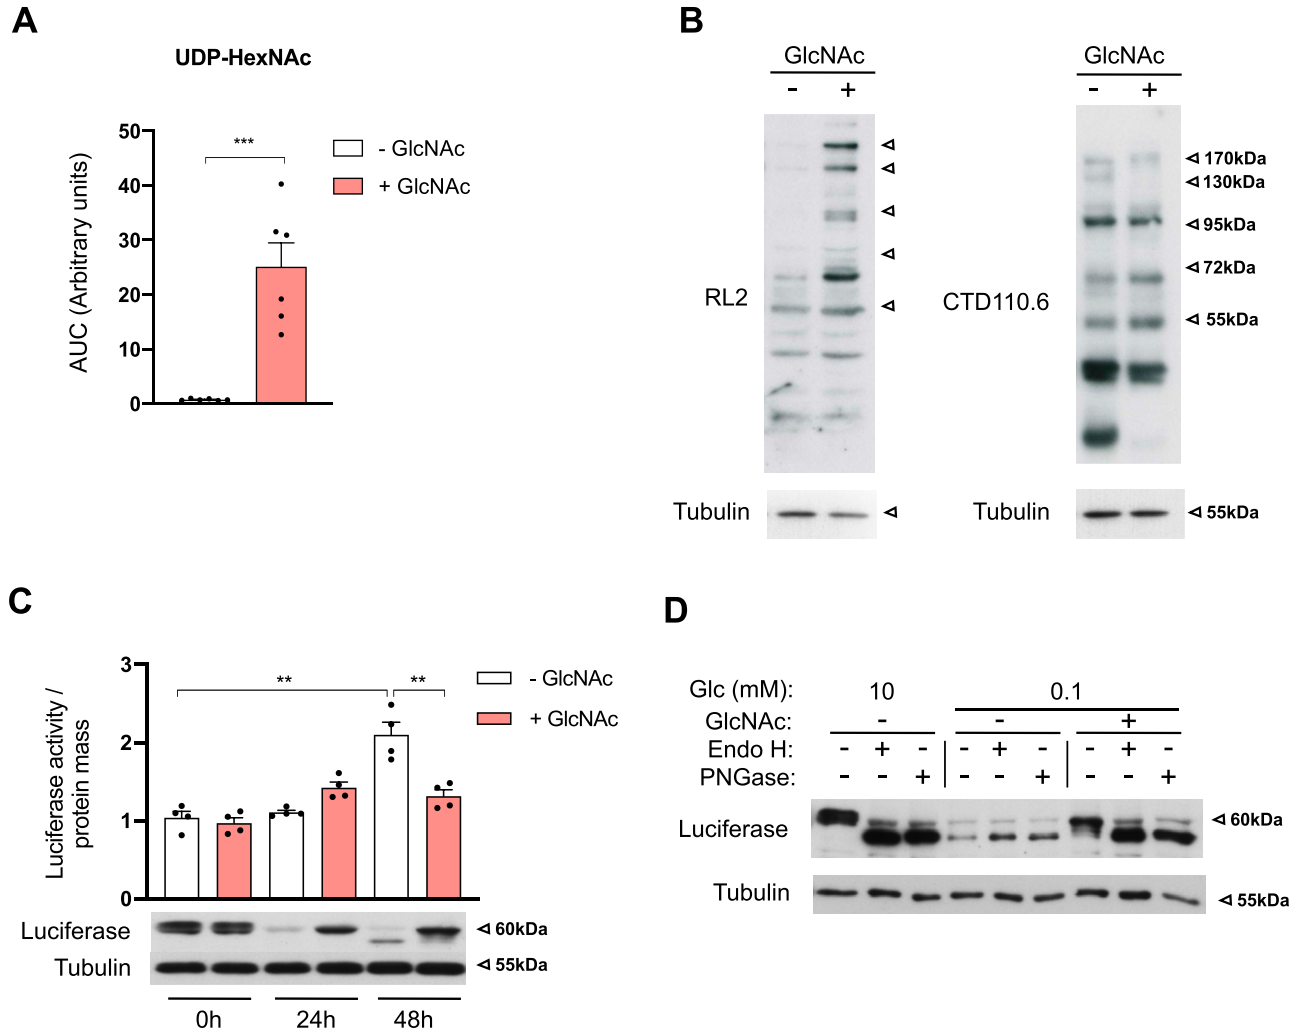 A
UDP-HexNAc
AUC (Arbitrary units)
50
40
30
20
10
0
***
- GlcNAc
+ GlcNAc
B
GlcNAc
- +
RL2
Tubulin
GlcNAc
- +
CTD110.6
170kDa
130kDa
95kDa
72kDa
55kDa
Tubulin
55kDa
C
Luciferase activity /
protein mass
3
2
1
0
** **
- GlcNAc
+ GlcNAc
Luciferase 60kDa
Tubulin 55kDa
0h 24h 48h
D
Glc (mM): 10 0.1
GlcNAc: - - +
Endo H: - + - - + - - + -
PNGase: - - + - - + - - +
Luciferase 60kDa
Tubulin 55kDa